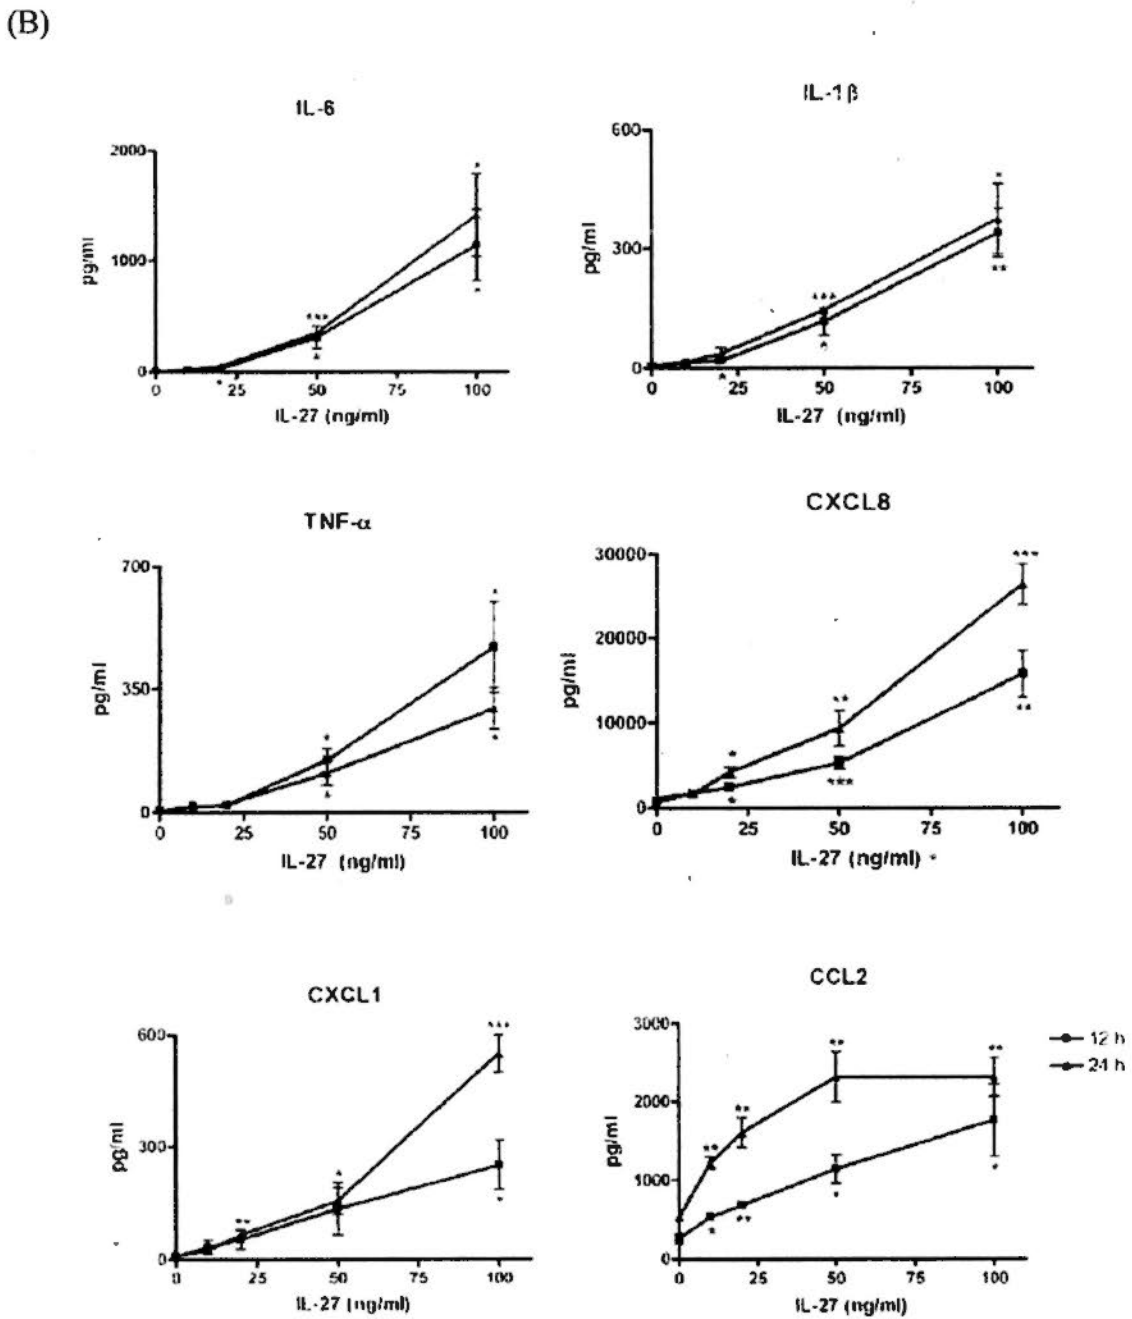 (B)
IL-6
2000
1000
0
pg/ml
0 25 50 75 100
IL-27 (ng/ml)
***
*
*
*
*
IL-1β
600
300
0
pg/ml
0 25 50 75 100
IL-27 (ng/ml)
***
*
*
*
**
TNF-α
700
350
0
pg/ml
0 25 50 75 100
IL-27 (ng/ml)
*
*
*
*
CXCL8
30000
20000
10000
0
pg/ml
0 25 50 75 100
IL-27 (ng/ml)
*
**
***
*
***
**
CXCL1
600
300
0
pg/ml
0 25 50 75 100
IL-27 (ng/ml)
**
*
***
*
CCL2
3000
2000
1000
0
pg/ml
0 25 50 75 100
IL-27 (ng/ml)
**
**
**
**
*
**
*
*
12 h
24 h